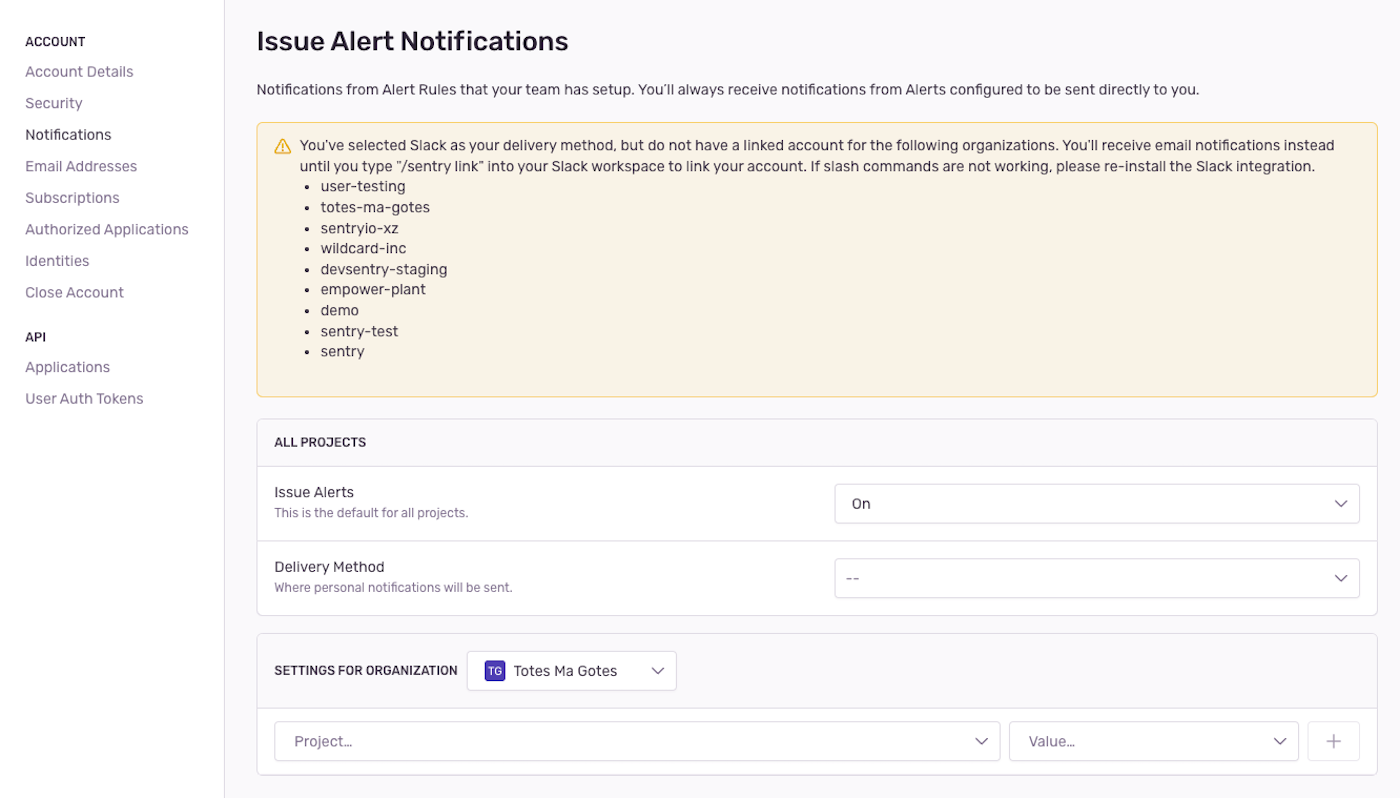 ACCOUNT
Account Details
Security
Notifications
Email Addresses
Subscriptions
Authorized Applications
Identities
Close Account
API
Applications
User Auth Tokens
Issue Alert Notifications
Notifications from Alert Rules that your team has setup. You’ll always receive notifications from Alerts configured to be sent directly to you.
You've selected Slack as your delivery method, but do not have a linked account for the following organizations. You'll receive email notifications instead
until you type "/sentry link" into your Slack workspace to link your account. If slash commands are not working, please re-install the Slack integration.
• user-testing
• totes-ma-gotes
• sentryio-xz
• wildcard-inc
• devsentry-staging
• empower-plant
• demo
• sentry-test
• sentry
ALL PROJECTS
Issue Alerts
This is the default for all projects.
On
Delivery Method
Where personal notifications will be sent.
--
SETTINGS FOR ORGANIZATION
TG Totes Ma Gotes
Project…
Value…